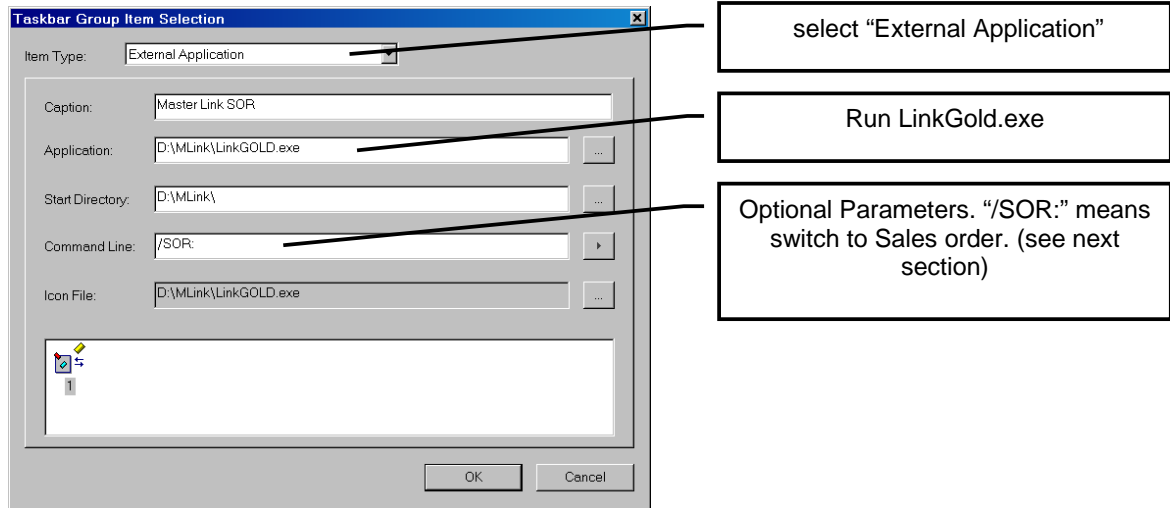 Taskbar Group Item Selection
Item Type: External Application
Caption: Master Link SOR
Application: D:\MLink\LinkGOLD.exe ...
Start Directory: D:\MLink\ ...
Command Line: /SOR:
Icon File: D:\MLink\LinkGOLD.exe ...
1
OK Cancel
select “External Application”
Run LinkGold.exe
Optional Parameters. “/SOR:” means
switch to Sales order. (see next
section)